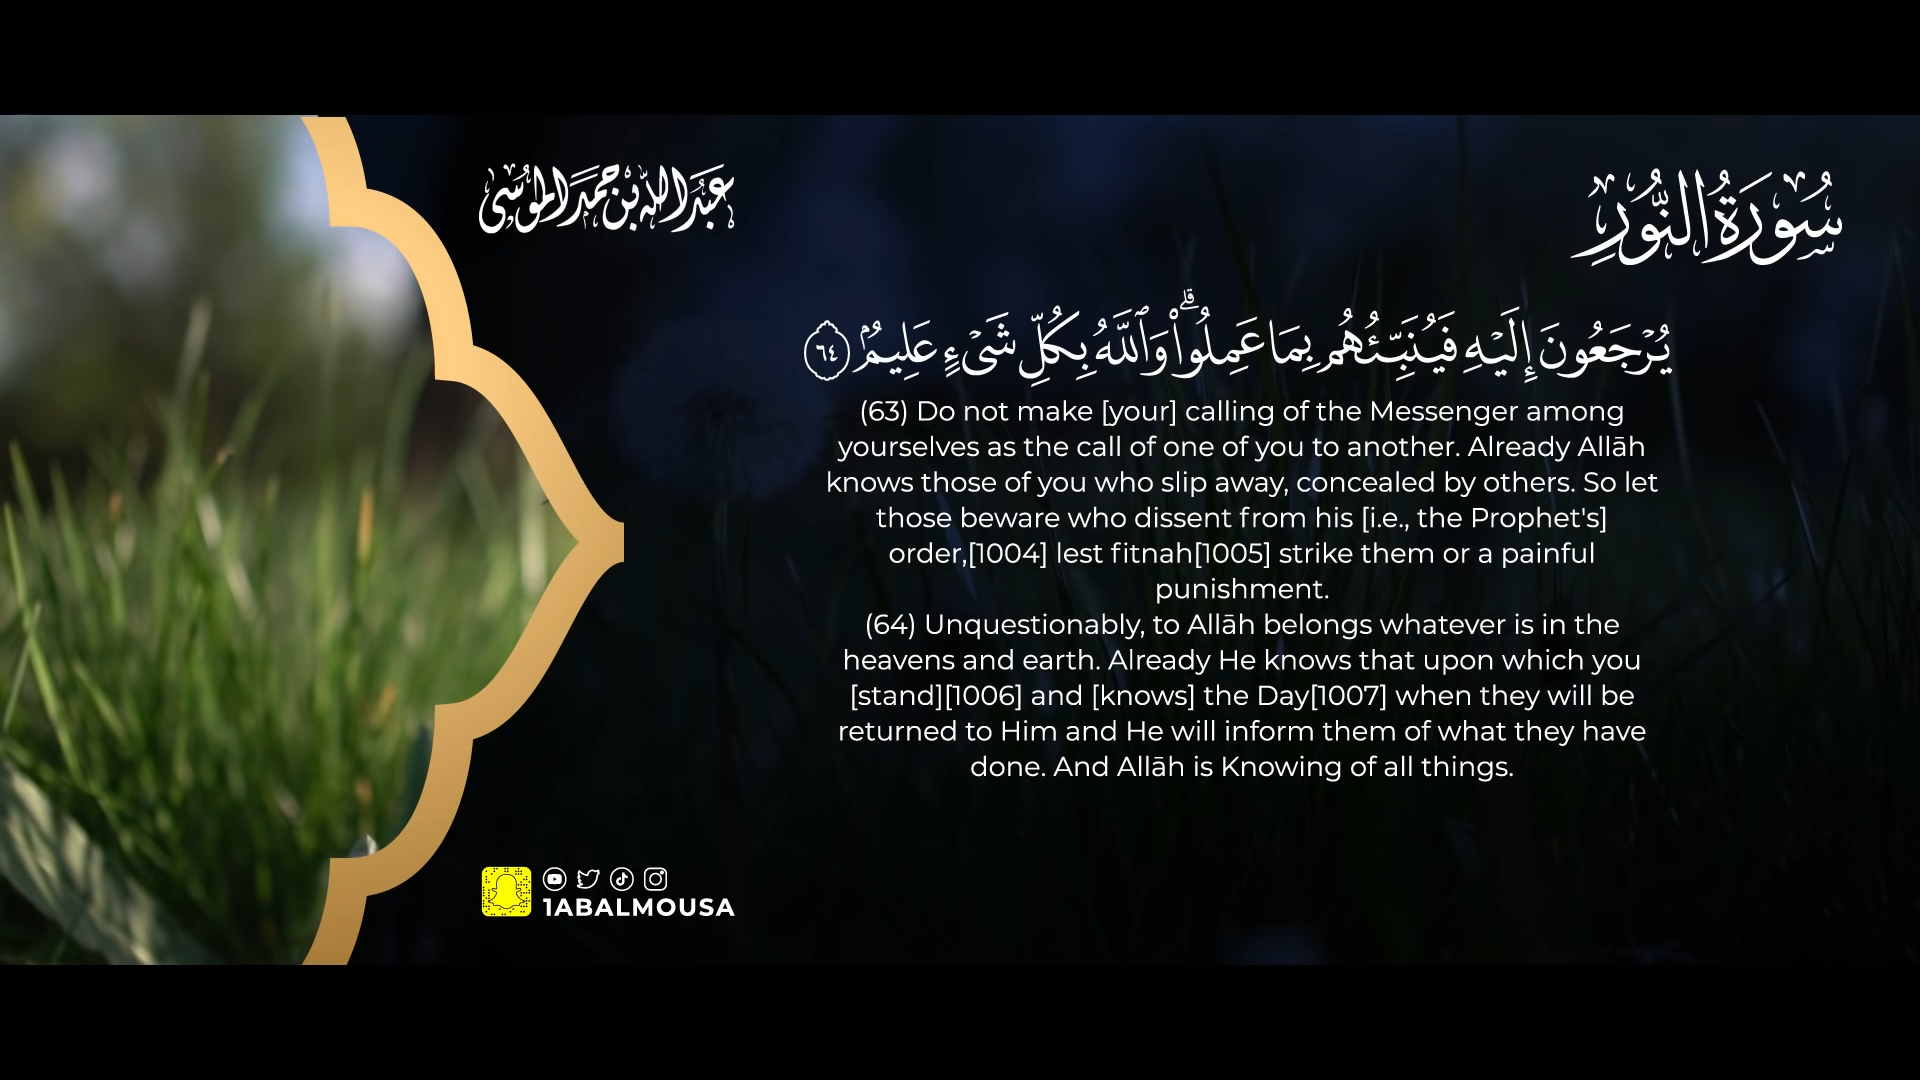 سُورَةُ النُّورِ
عَبْدُ اللهِ بْنُ حَمَد المُوسَى
يُرْجَعُونَ إِلَيْهِ فَيُنَبِّئُهُم بِمَا عَمِلُوا۟ ۗ وَٱللَّهُ بِكُلِّ شَىْءٍ عَلِيمٌۢ ٦٤
(63) Do not make [your] calling of the Messenger among
yourselves as the call of one of you to another. Already Allāh
knows those of you who slip away, concealed by others. So let
those beware who dissent from his [i.e., the Prophet's]
order,[1004] lest fitnah[1005] strike them or a painful
punishment.
(64) Unquestionably, to Allāh belongs whatever is in the
heavens and earth. Already He knows that upon which you
[stand][1006] and [knows] the Day[1007] when they will be
returned to Him and He will inform them of what they have
done. And Allāh is Knowing of all things.
1ABALMOUSA